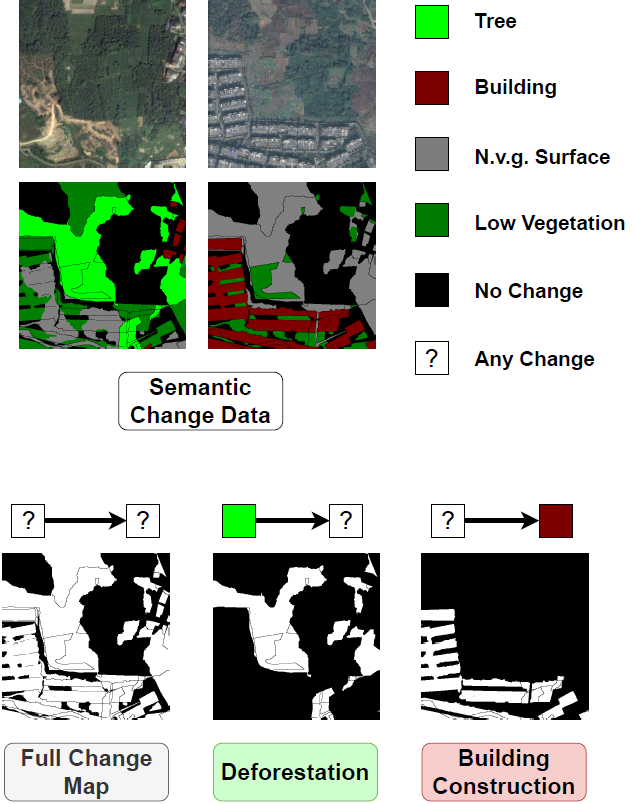 Tree
Building
N.v.g. Surface
Low Vegetation
No Change
? Any Change
Semantic
Change Data
? ?
?
?
Full Change
Map
Deforestation
Building
Construction